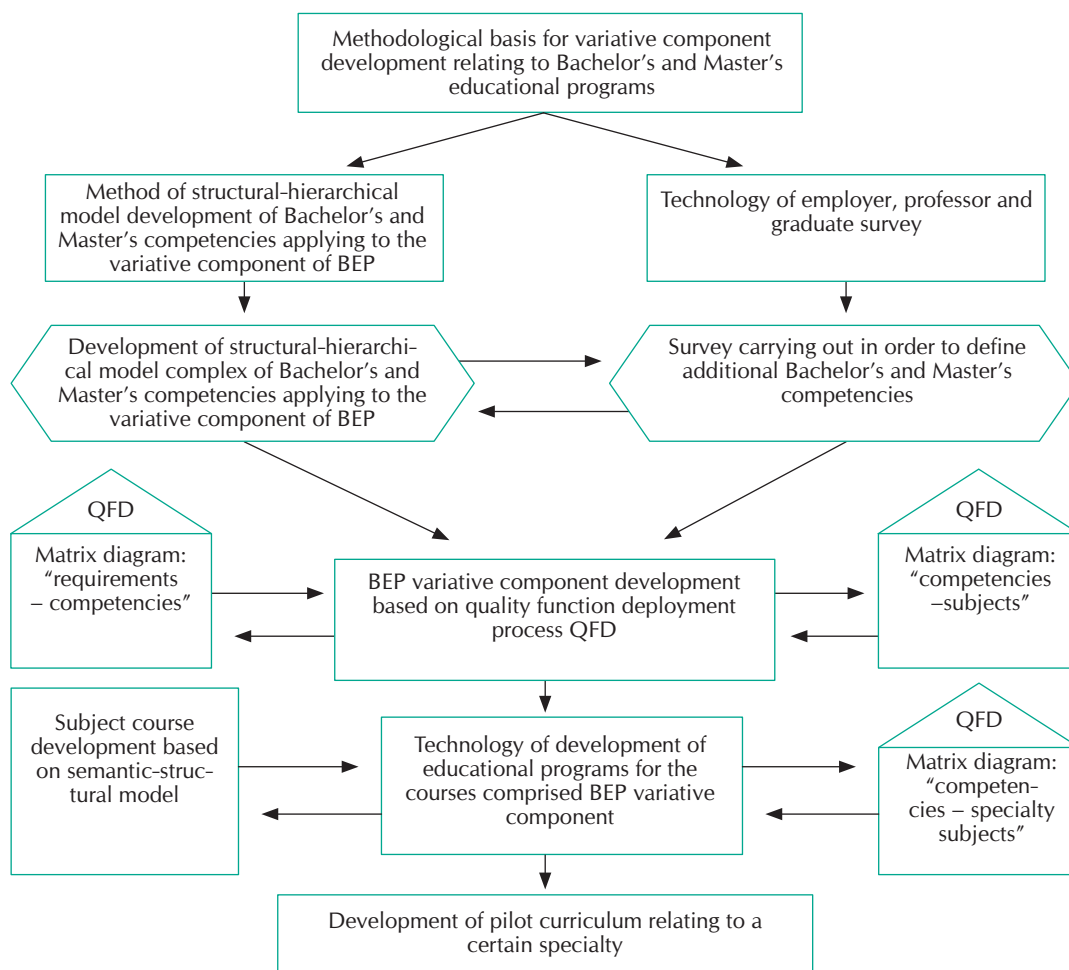 Methodological basis for variative component
development relating to Bachelor’s and Master’s
educational programs
Method of structural-hierarchical
model development of Bachelor’s and
Master’s competencies applying to the
variative component of BEP
Technology of employer, professor and
graduate survey
Development of structural-hierarchi-
cal model complex of Bachelor’s and
Master’s competencies applying to the
variative component of BEP
Survey carrying out in order to define
additional Bachelor’s and Master’s
competencies
QFD
Matrix diagram:
“requirements
– competencies”
BEP variative component development
based on quality function deployment
process QFD
QFD
Matrix diagram:
“competencies
–subjects”
Subject course
development based
on semantic-struc-
tural model
Technology of development of
educational programs for the
courses comprised BEP variative
component
QFD
Matrix diagram:
“competen-
cies – specialty
subjects”
Development of pilot curriculum relating to a
certain specialty